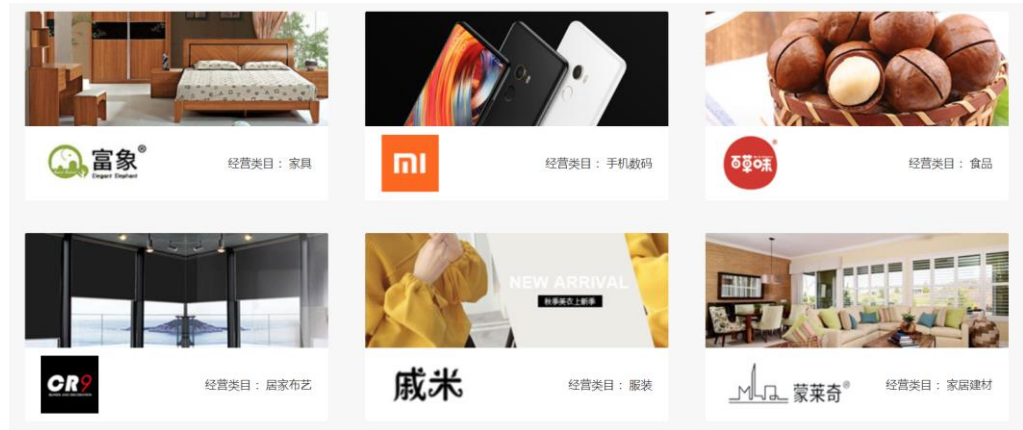 富象®
Elegant Elephant
经营类目： 家具
mi
经营类目： 手机数码
百草味®
经营类目： 食品
NEW ARRIVAL
秋季美衣上新季
CR9
经营类目： 居家布艺
戚米
经营类目： 服装
蒙莱奇®
经营类目： 家居建材